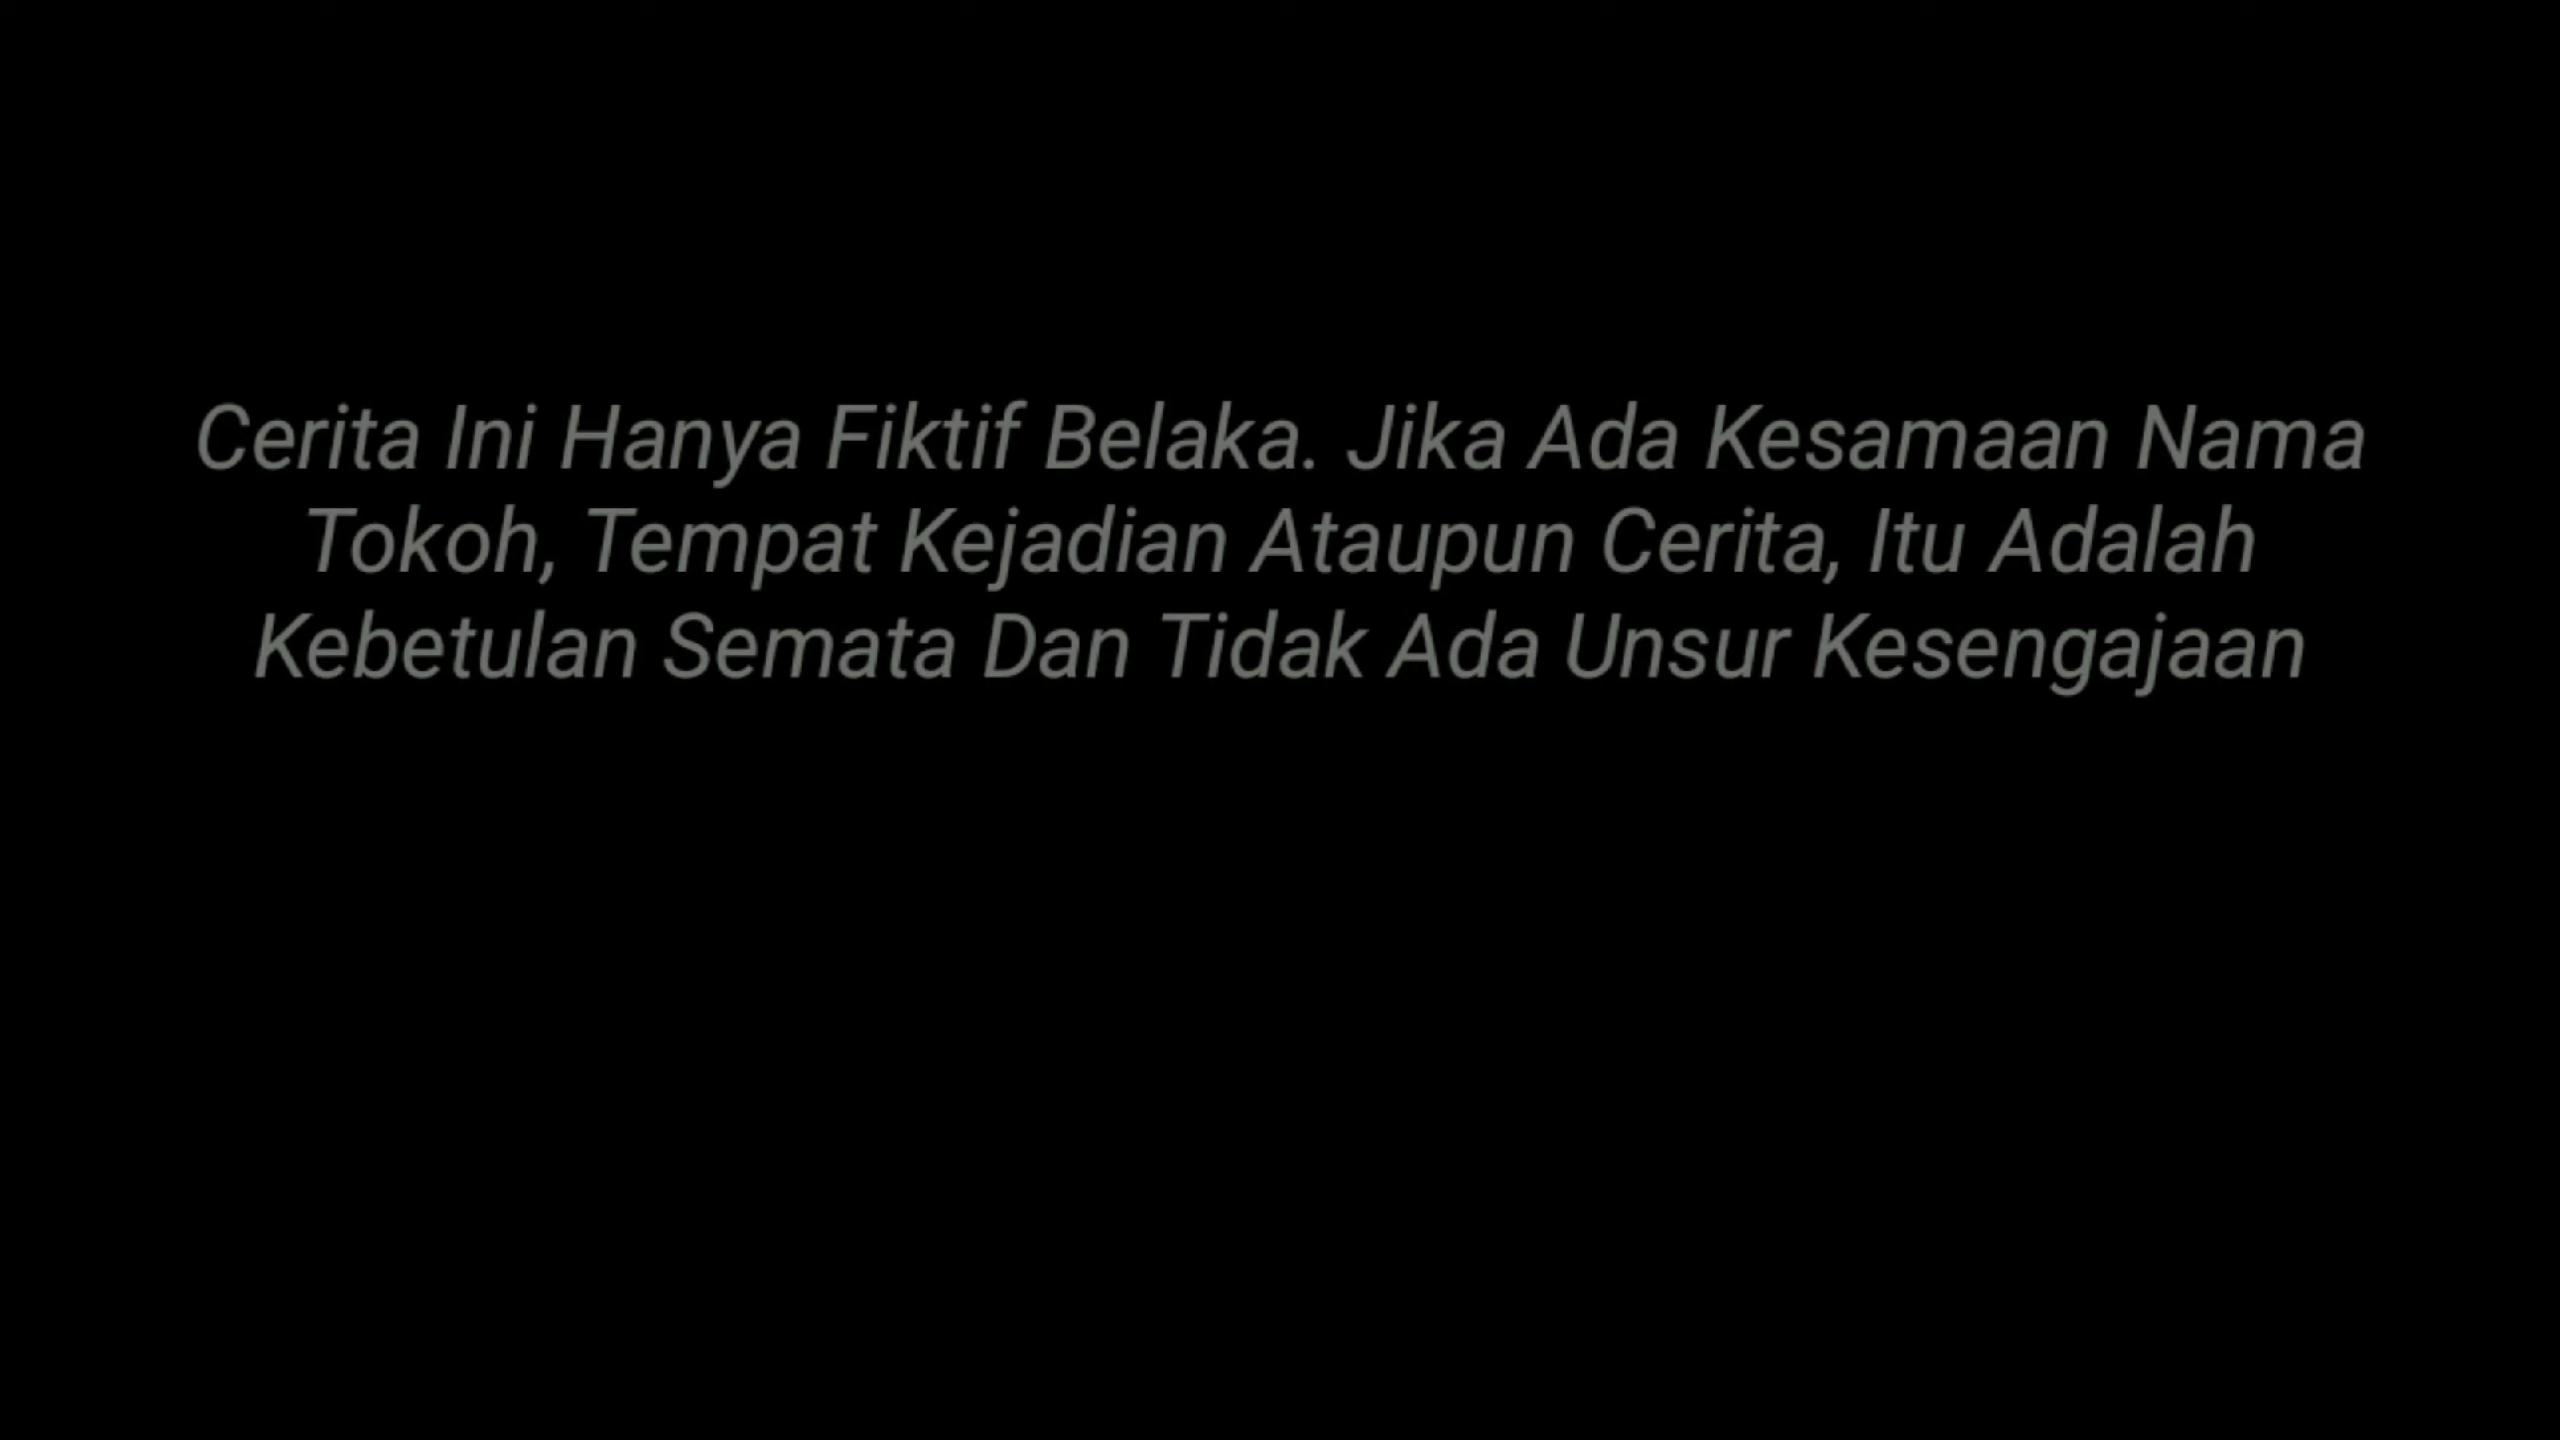 Cerita Ini Hanya Fiktif Belaka. Jika Ada Kesamaan Nama
Tokoh, Tempat Kejadian Ataupun Cerita, Itu Adalah
Kebetulan Semata Dan Tidak Ada Unsur Kesengajaan